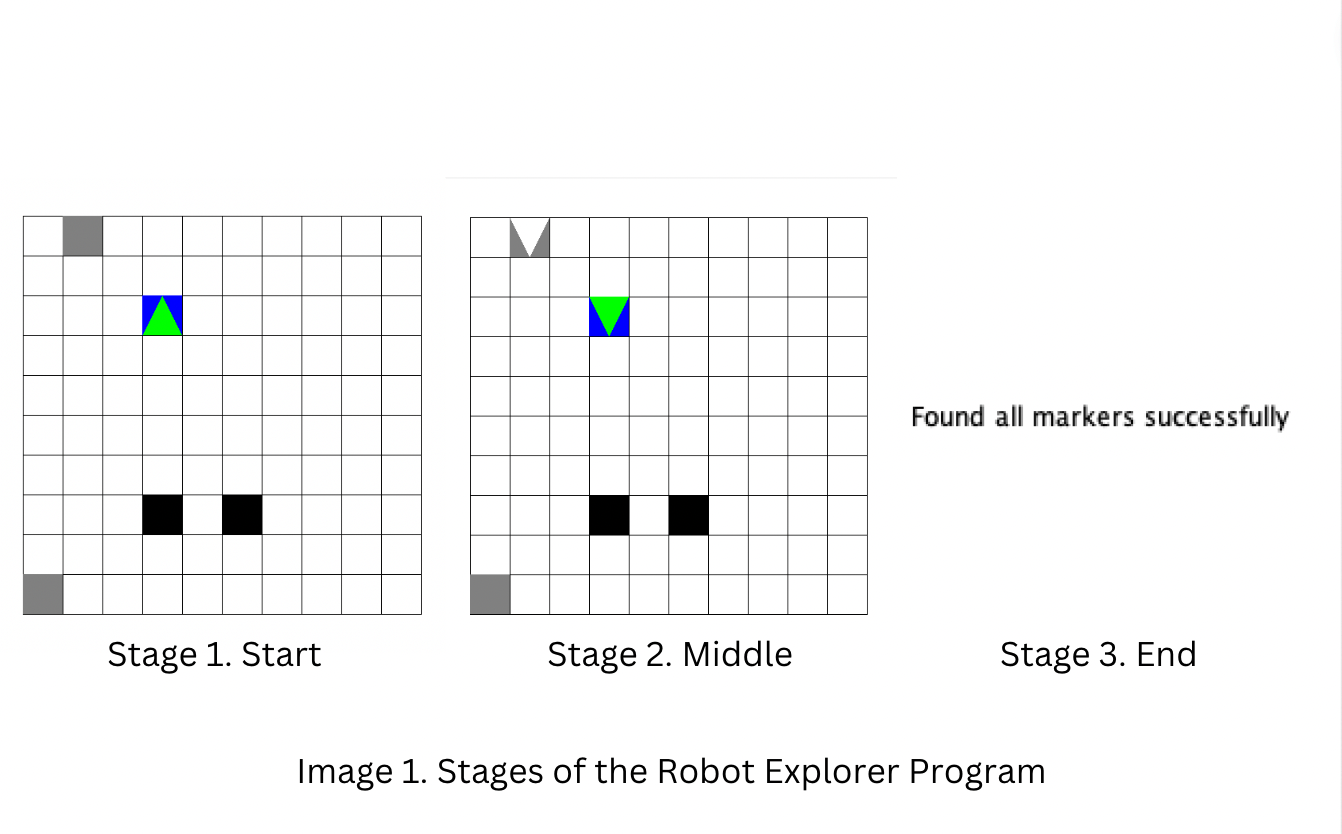 Found all markers successfully
Stage 1. Start
Stage 2. Middle
Stage 3. End
Image 1. Stages of the Robot Explorer Program